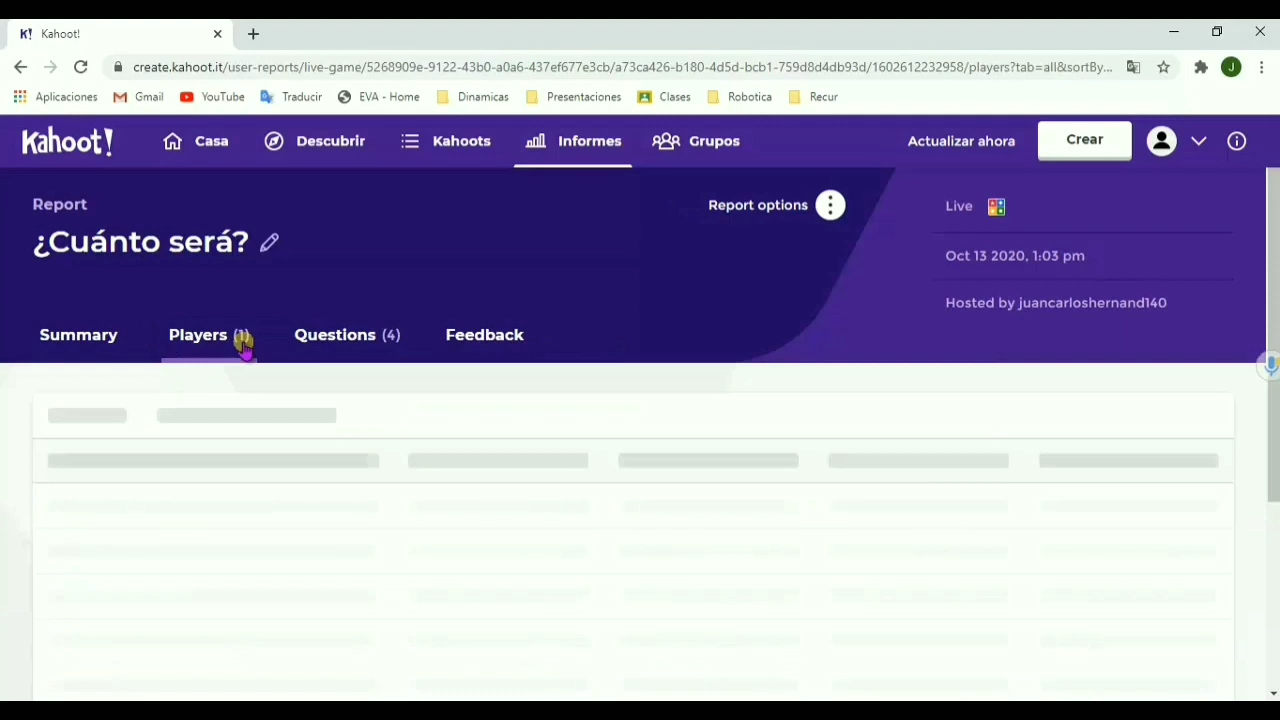 Kahoot!
create.kahoot.it/user-reports/live-game/5268909e-9122-43b0-a0a6-437ef677e3cb/a73ca426-b180-4d5d-bcb1-759d8d4db93d/1602612232958/players?tab=all&sortBy...
J
Aplicaciones Gmail YouTube Traducir EVA - Home Dinamicas Presentaciones Clases Robotica Recur
Kahoot! Casa Descubrir Kahoots Informes Grupos Actualizar ahora Crear
Report
Report options
Live
¿Cuánto será?
Oct 13 2020, 1:03 pm
Hosted by juancarloshernand140
Summary Players (1) Questions (4) Feedback